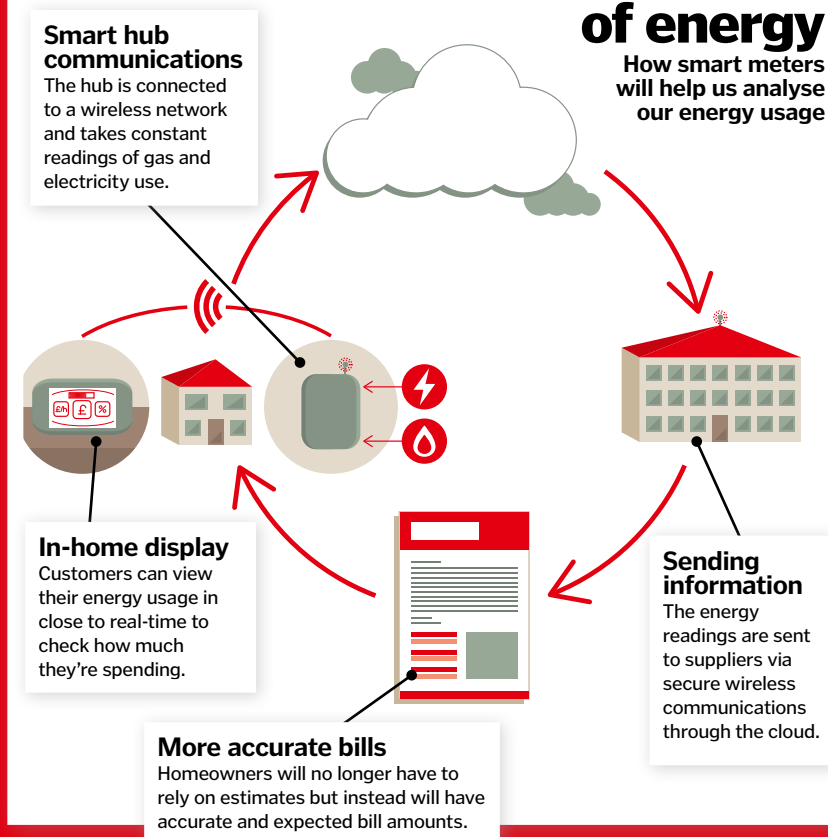 of energy
How smart meters
will help us analyse
our energy usage
Smart hub
communications
The hub is connected
to a wireless network
and takes constant
readings of gas and
electricity use.
£/h
£
%
In-home display
Customers can view
their energy usage in
close to real-time to
check how much
they're spending.
Sending
information
The energy
readings are sent
to suppliers via
secure wireless
communications
through the cloud.
More accurate bills
Homeowners will no longer have to
rely on estimates but instead will have
accurate and expected bill amounts.